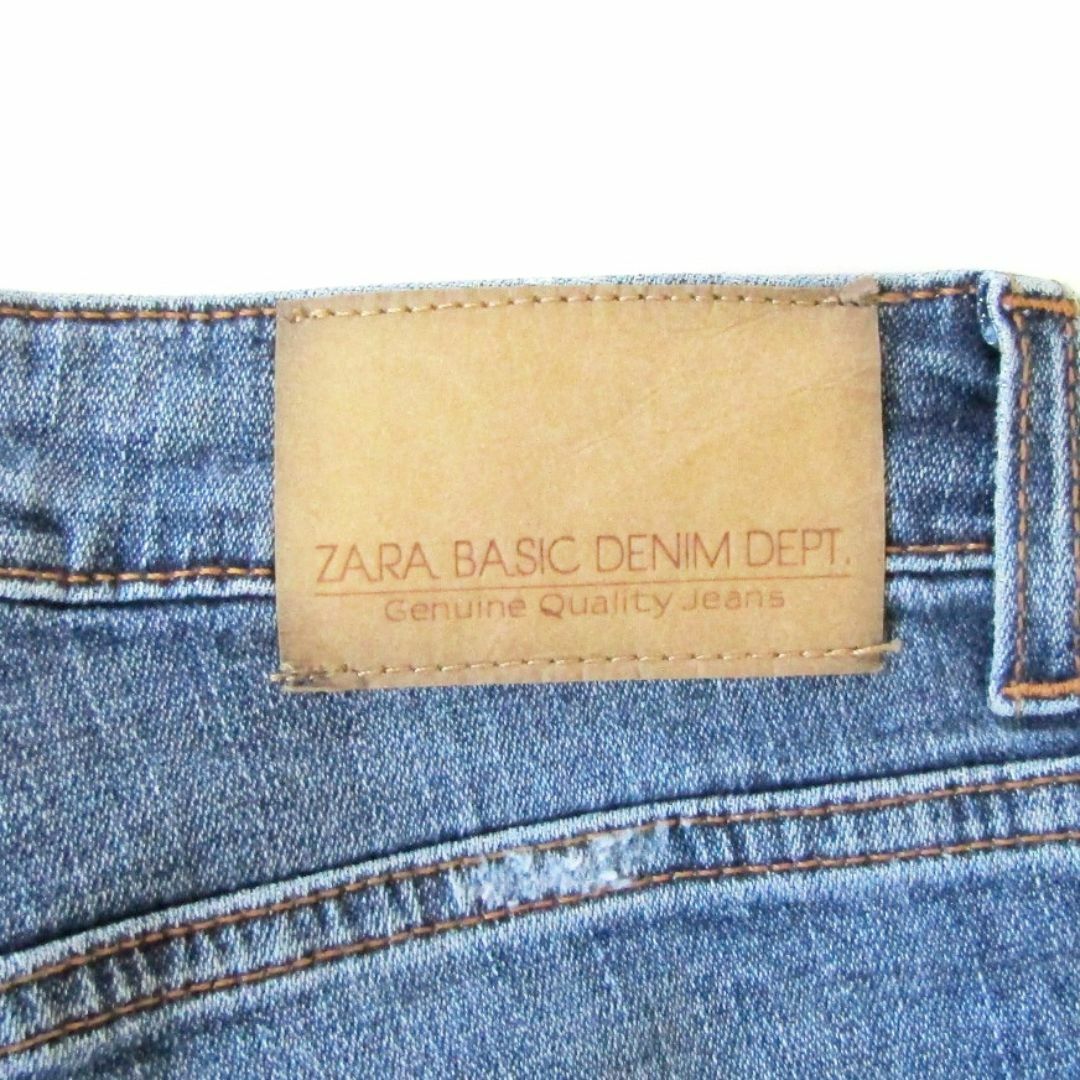 ZARA BASIC DENIM DEPT.
Genuine Quality Jeans